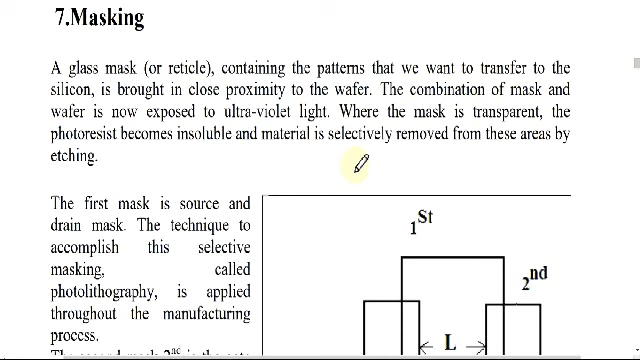 7.Masking
A glass mask (or reticle), containing the patterns that we want to transfer to the
silicon, is brought in close proximity to the wafer. The combination of mask and
wafer is now exposed to ultra-violet light. Where the mask is transparent, the
photoresist becomes insoluble and material is selectively removed from these areas by
etching.
The first mask is source and
drain mask. The technique to
accomplish this selective
masking, called
photolithography, is applied
throughout the manufacturing
process.
1St
2nd
L